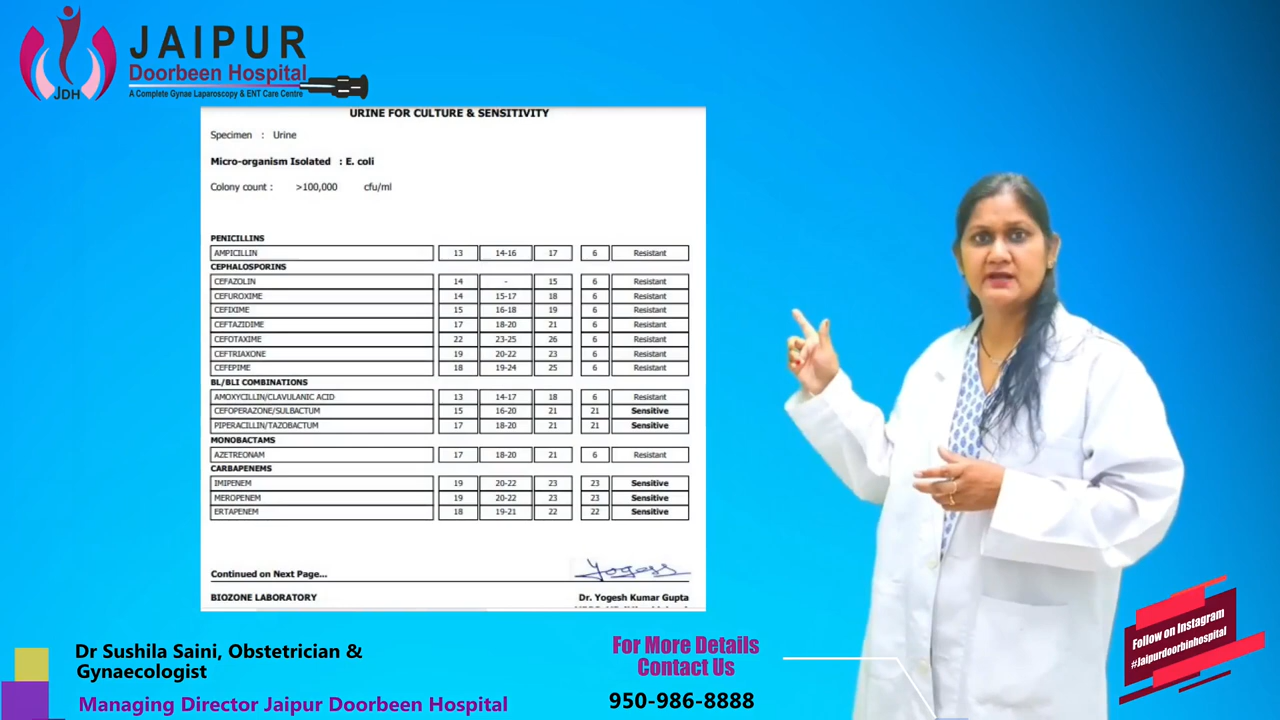 JAIPUR
Doorbeen Hospital
A Complete Gynae Laparoscopy & ENT Care Centre
JDH
URINE FOR CULTURE & SENSITIVITY
Specimen : Urine
Micro-organism Isolated : E. coli
Colony count : >100,000 cfu/ml
PENICILLINS
AMPICILLIN 13 14-16 17 6 Resistant
CEPHALOSPORINS
CEFAZOLIN 14 - 15 6 Resistant
CEFUROXIME 14 15-17 18 6 Resistant
CEFIXIME 15 16-18 19 6 Resistant
CEFTAZIDIME 17 18-20 21 6 Resistant
CEFOTAXIME 22 23-25 26 6 Resistant
CEFTRIAXONE 19 20-22 23 6 Resistant
CEFEPIME 18 19-24 25 6 Resistant
BL/BLI COMBINATIONS
AMOXYCILLIN/CLAVULANIC ACID 13 14-17 18 6 Resistant
CEFOPERAZONE/SULBACTUM 15 16-20 21 21 Sensitive
PIPERACILLIN/TAZOBACTUM 17 18-20 21 21 Sensitive
MONOBACTAMS
AZETREONAM 17 18-20 21 6 Resistant
CARBAPENEMS
IMIPENEM 19 20-22 23 23 Sensitive
MEROPENEM 19 20-22 23 23 Sensitive
ERTAPENEM 18 19-21 22 22 Sensitive
Continued on Next Page...
BIOZONE LABORATORY Dr. Yogesh Kumar Gupta
Dr Sushila Saini, Obstetrician &
Gynaecologist
Managing Director Jaipur Doorbeen Hospital
For More Details
Contact Us
950-986-8888
Follow on Instagram
#Jaipurdoorbinhospital